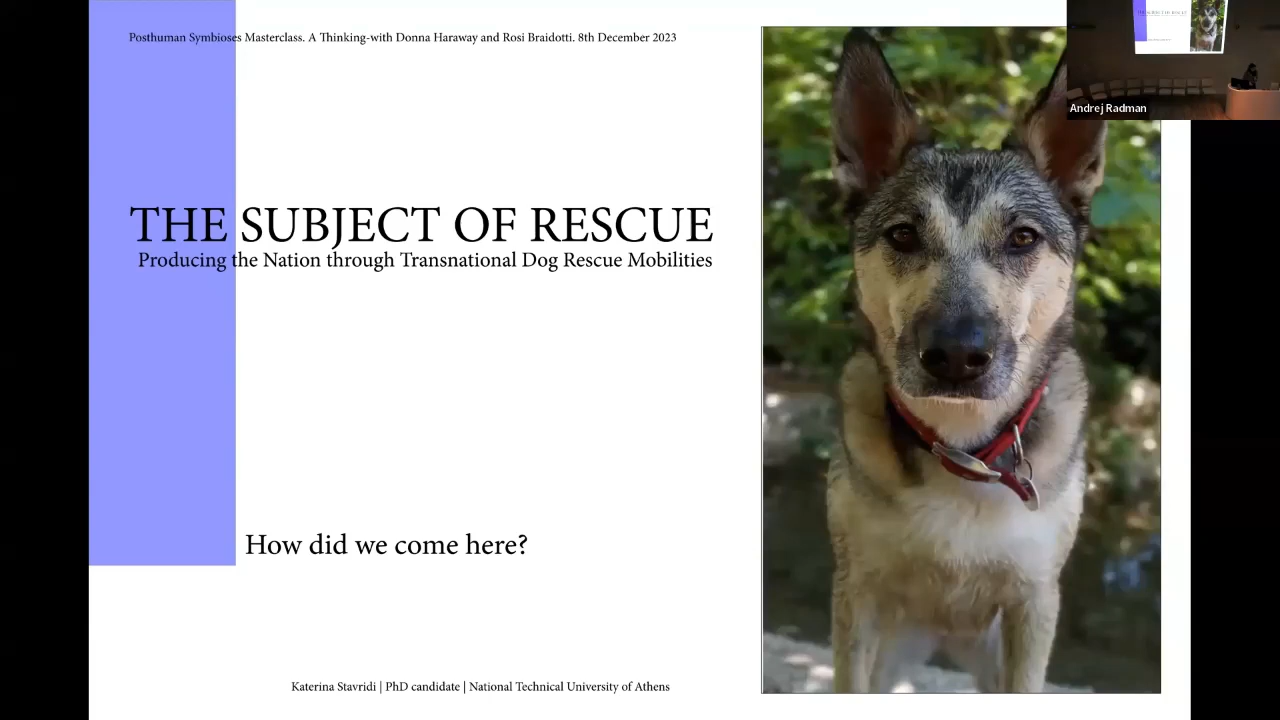 Posthuman Symbioses Masterclass. A Thinking-with Donna Haraway and Rosi Braidotti. 8th December 2023
Andrej Radman
THE SUBJECT OF RESCUE
Producing the Nation through Transnational Dog Rescue Mobilities
How did we come here?
Katerina Stavridi | PhD candidate | National Technical University of Athens